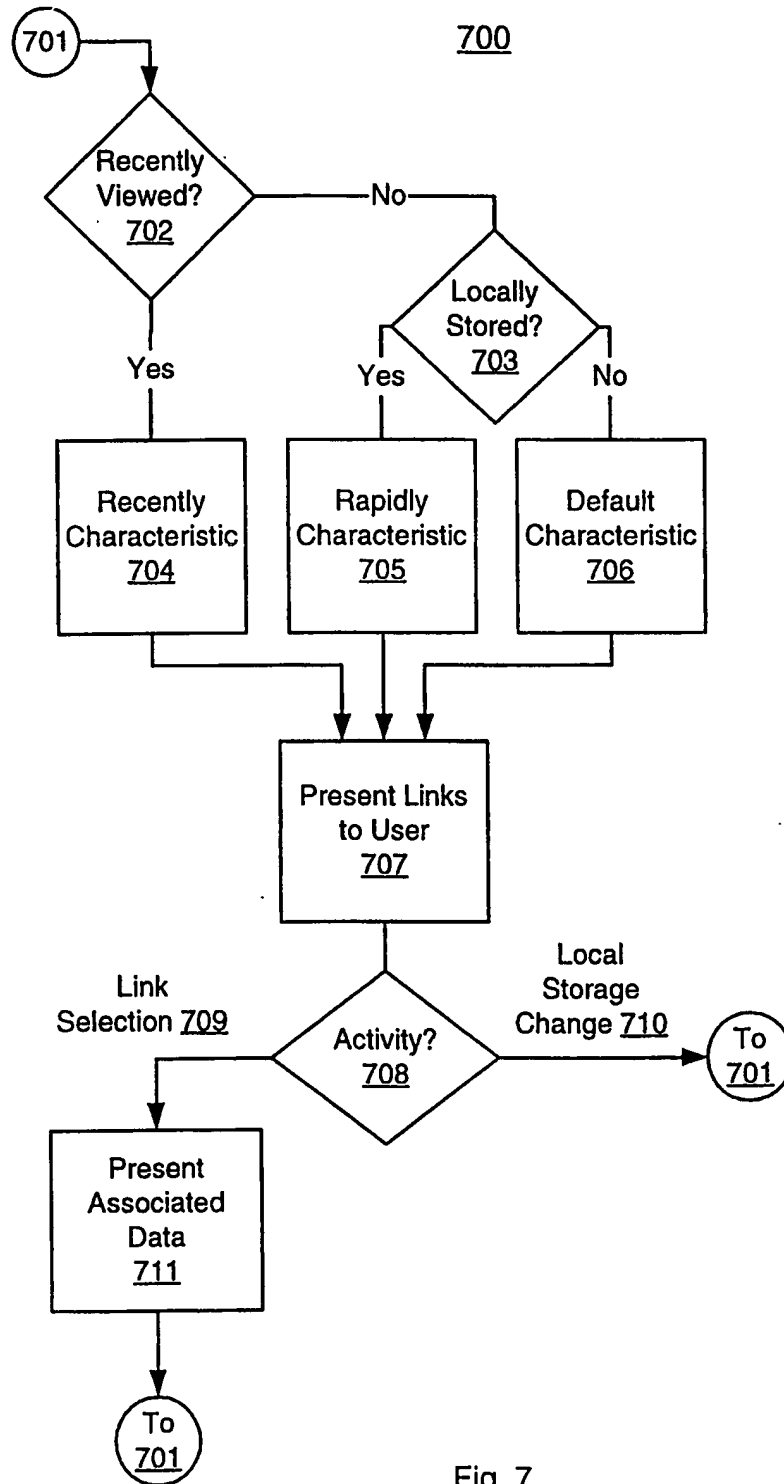 701
700
Recently
Viewed?
702
No
Locally
Stored?
703
Yes
Yes
No
Recently
Characteristic
704
Rapidly
Characteristic
705
Default
Characteristic
706
Present Links
to User
707
Link
Selection 709
Activity?
708
Local
Storage
Change 710
To
701
Present
Associated
Data
711
To
701
Fig. 7